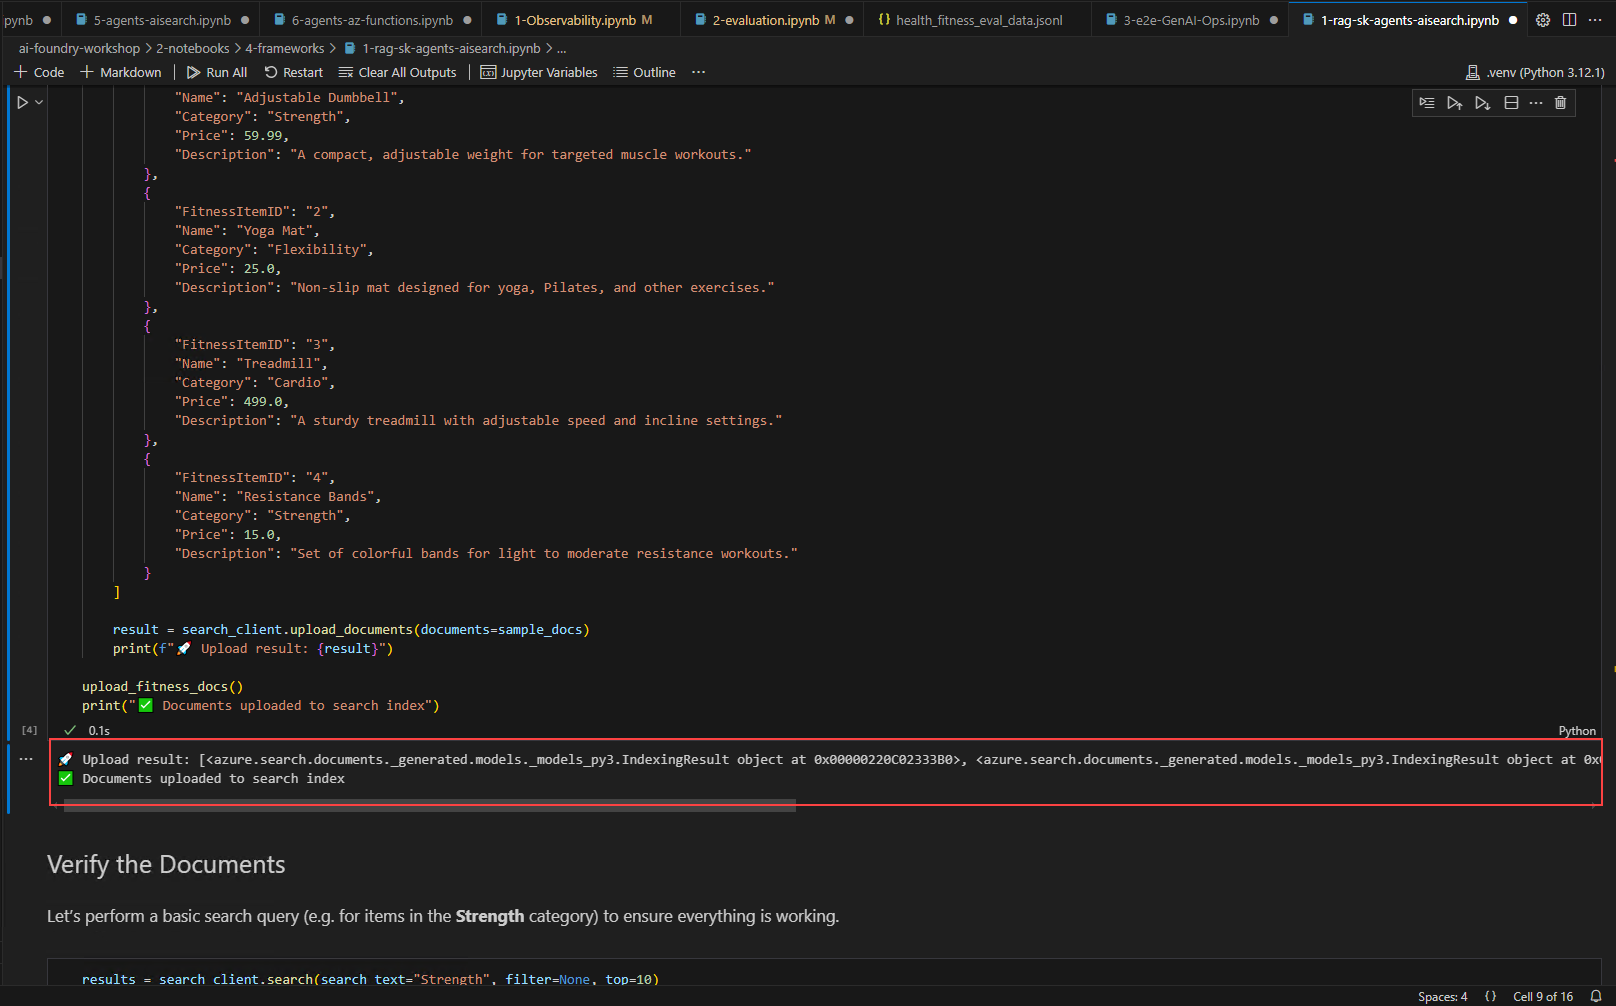 pynb
5-agents-aisearch.ipynb
6-agents-az-functions.ipynb
1-Observability.ipynb M
2-evaluation.ipynb M
{} health_fitness_eval_data.jsonl
3-e2e-GenAI-Ops.ipynb
1-rag-sk-agents-aisearch.ipynb
ai-foundry-workshop > 2-notebooks > 4-frameworks > 1-rag-sk-agents-aisearch.ipynb > ...
+ Code + Markdown | Run All Restart Clear All Outputs | Jupyter Variables Outline ...
.venv (Python 3.12.1)
"Name": "Adjustable Dumbbell",
"Category": "Strength",
"Price": 59.99,
"Description": "A compact, adjustable weight for targeted muscle workouts."
},
{
"FitnessItemID": "2",
"Name": "Yoga Mat",
"Category": "Flexibility",
"Price": 25.0,
"Description": "Non-slip mat designed for yoga, Pilates, and other exercises."
},
{
"FitnessItemID": "3",
"Name": "Treadmill",
"Category": "Cardio",
"Price": 499.0,
"Description": "A sturdy treadmill with adjustable speed and incline settings."
},
{
"FitnessItemID": "4",
"Name": "Resistance Bands",
"Category": "Strength",
"Price": 15.0,
"Description": "Set of colorful bands for light to moderate resistance workouts."
}
]
result = search_client.upload_documents(documents=sample_docs)
print(f"🚀 Upload result: {result}")
upload_fitness_docs()
print("✅ Documents uploaded to search index")
[4] ✓ 0.1s
Python
🚀 Upload result: [<azure.search.documents._generated.models._models_py3.IndexingResult object at 0x00000220C02333B0>, <azure.search.documents._generated.models._models_py3.IndexingResult object at 0x
✅ Documents uploaded to search index
Verify the Documents
Let's perform a basic search query (e.g. for items in the Strength category) to ensure everything is working.
results = search_client.search(search_text="Strength", filter=None, top=10)
Spaces: 4 {} Cell 9 of 16